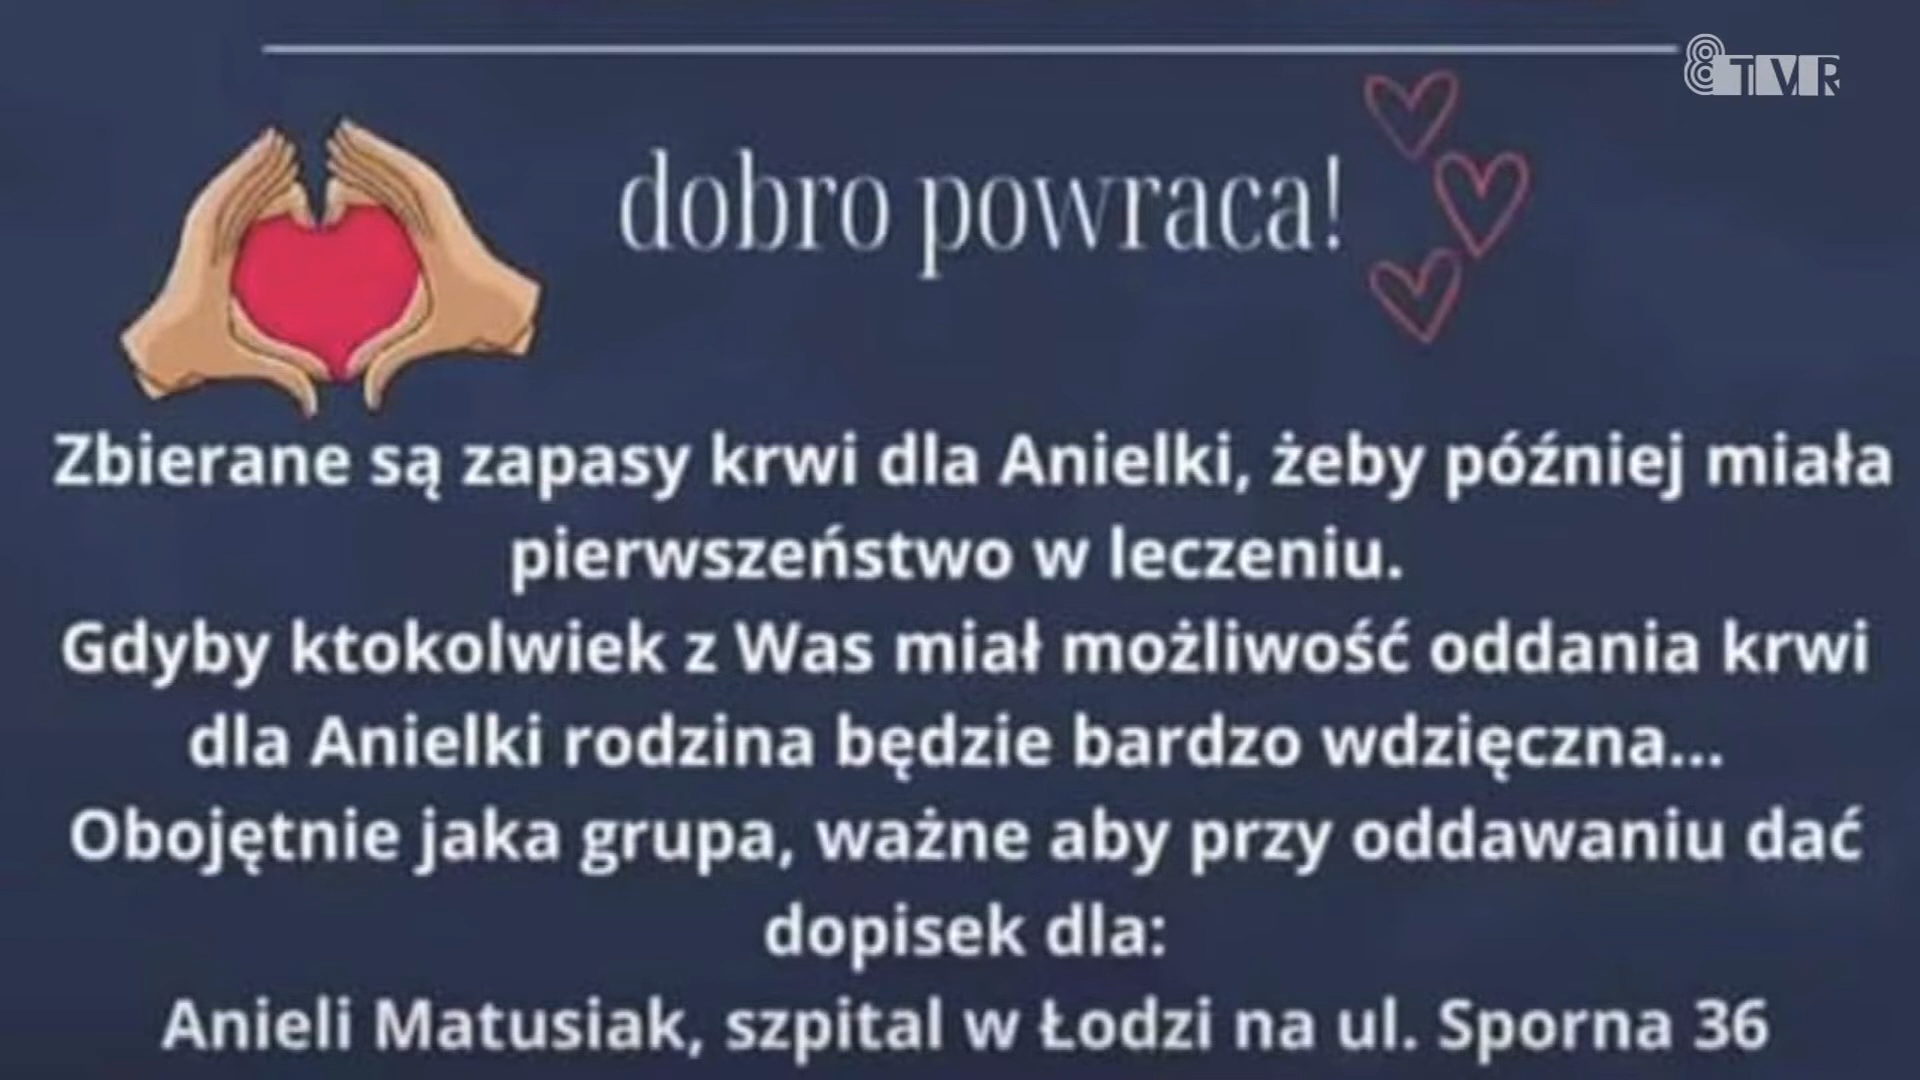 8TVR
dobro powraca!
Zbierane są zapasy krwi dla Anielki, żeby później miała
pierwszeństwo w leczeniu.
Gdyby ktokolwiek z Was miał możliwość oddania krwi
dla Anielki rodzina będzie bardzo wdzięczna...
Obojętnie jaka grupa, ważne aby przy oddawaniu dać
dopisek dla:
Anieli Matusiak, szpital w Łodzi na ul. Sporna 36